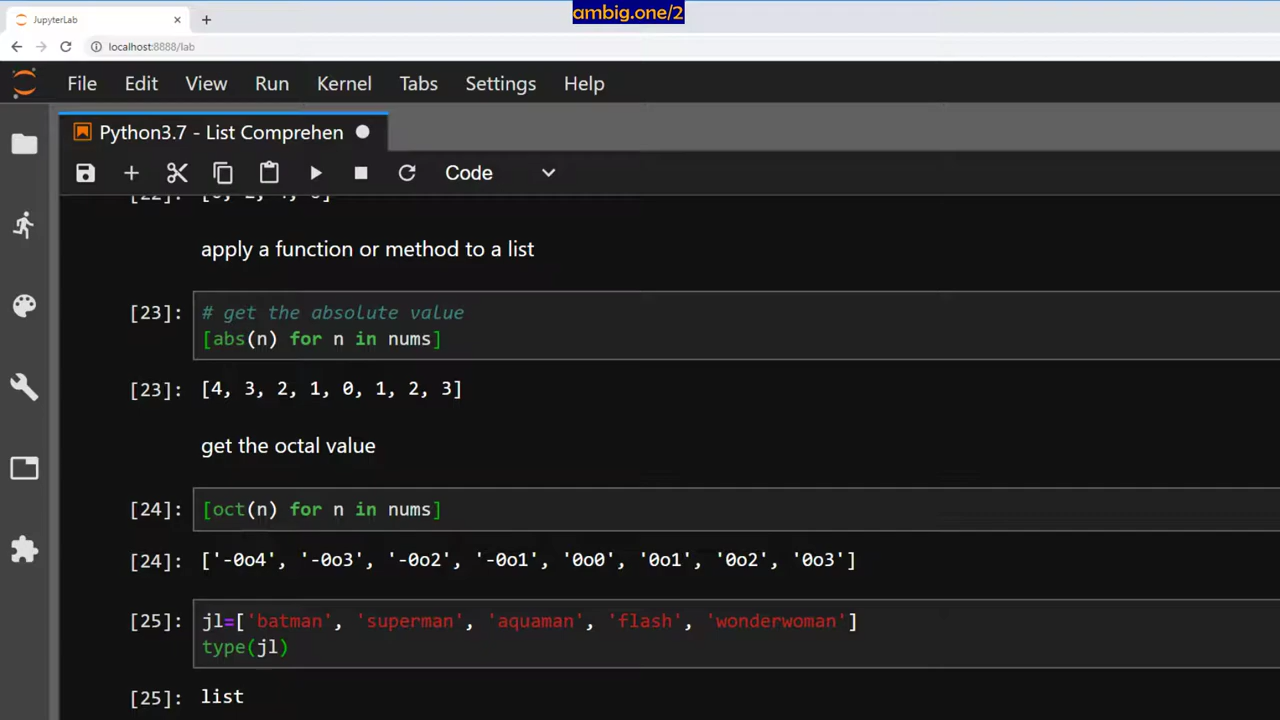 ambig.one/2
JupyterLab
localhost:8888/lab
File Edit View Run Kernel Tabs Settings Help
Python3.7 - List Comprehen
Code
apply a function or method to a list
[23]: # get the absolute value
[abs(n) for n in nums]
[23]: [4, 3, 2, 1, 0, 1, 2, 3]
get the octal value
[24]: [oct(n) for n in nums]
[24]: ['-0o4', '-0o3', '-0o2', '-0o1', '0o0', '0o1', '0o2', '0o3']
[25]: jl=['batman', 'superman', 'aquaman', 'flash', 'wonderwoman']
type(jl)
[25]: list